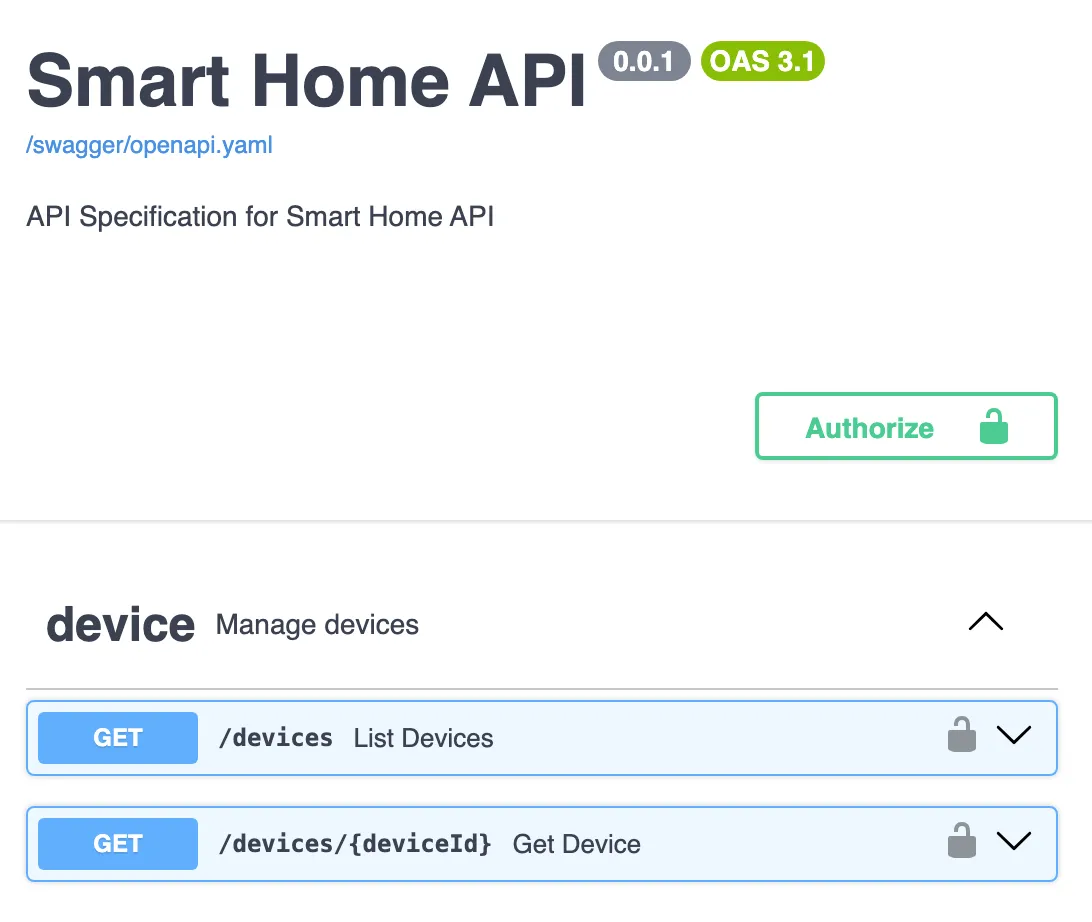 Smart Home API 0.0.1 OAS 3.1
/swagger/openapi.yaml
API Specification for Smart Home API
Authorize
device Manage devices
GET /devices List Devices
GET /devices/{deviceId} Get Device